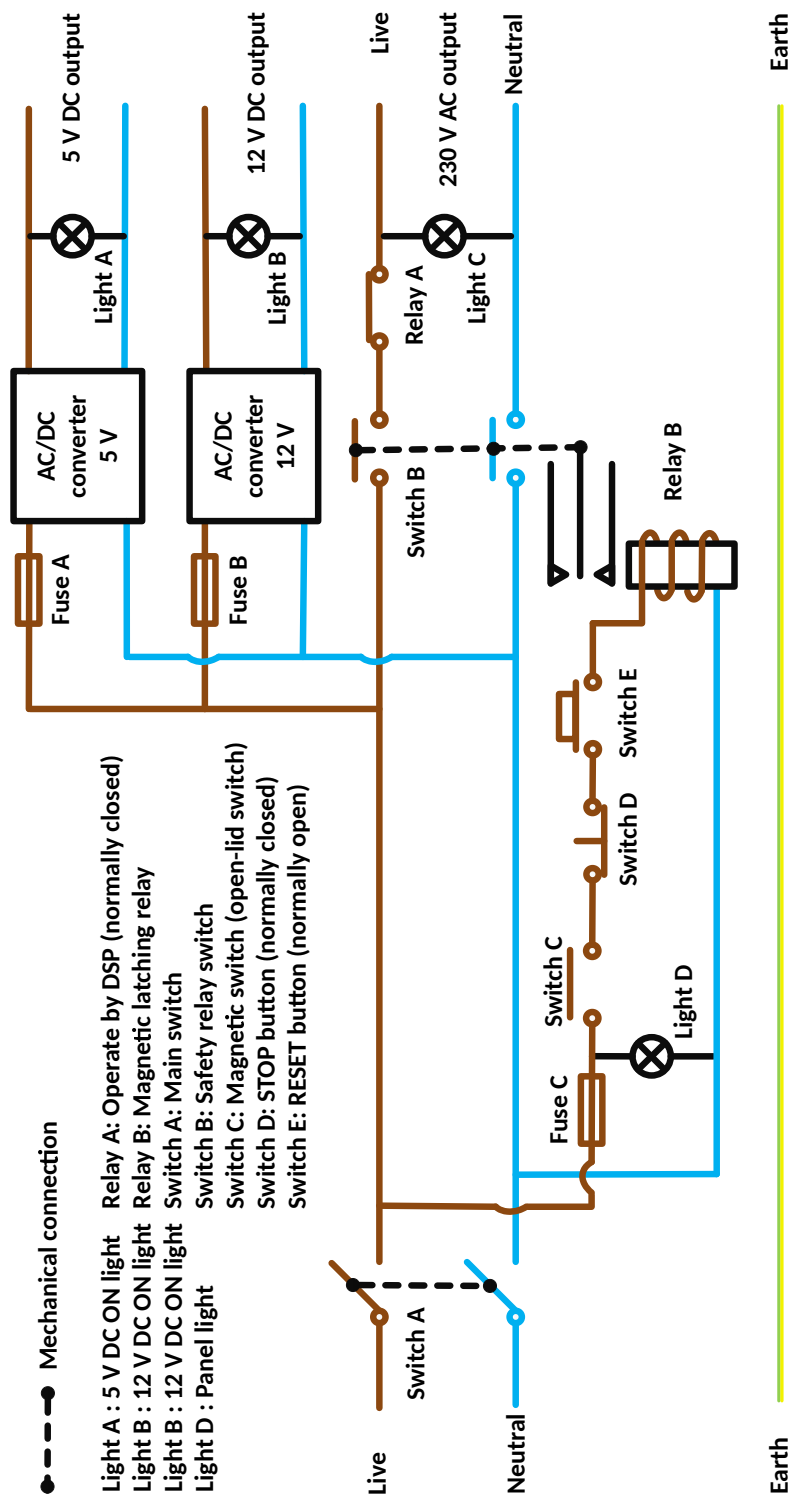 Mechanical connection
Light A : 5 V DC ON light
Light B : 12 V DC ON light
Light B : 12 V DC ON light
Light D : Panel light
Relay A: Operate by DSP (normally closed)
Relay B: Magnetic latching relay
Switch A: Main switch
Switch B: Safety relay switch
Switch C: Magnetic switch (open-lid switch)
Switch D: STOP button (normally closed)
Switch E: RESET button (normally open)
Fuse A
AC/DC
converter
5 V
Light A
5 V DC output
Fuse B
AC/DC
converter
12 V
Light B
12 V DC output
Live
Switch A
Switch B
Relay A
Live
Light C
230 V AC output
Neutral
Neutral
Fuse C
Light D
Switch C
Switch D
Switch E
Relay B
Earth
Earth